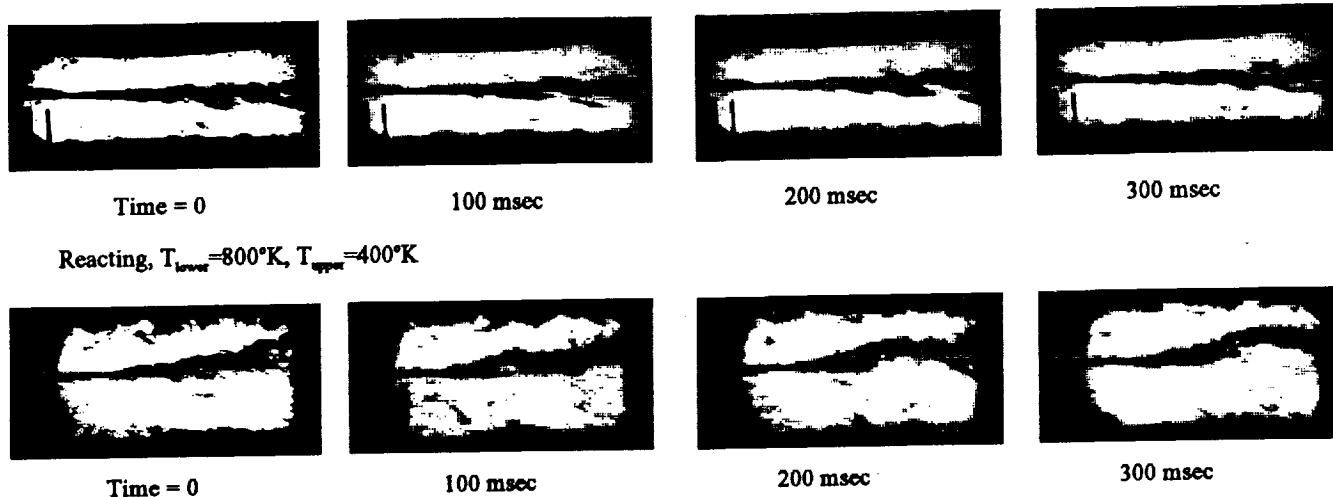 Time = 0 100 msec 200 msec 300 msec
Reacting, T_lower=800°K, T_upper=400°K
Time = 0 100 msec 200 msec 300 msec